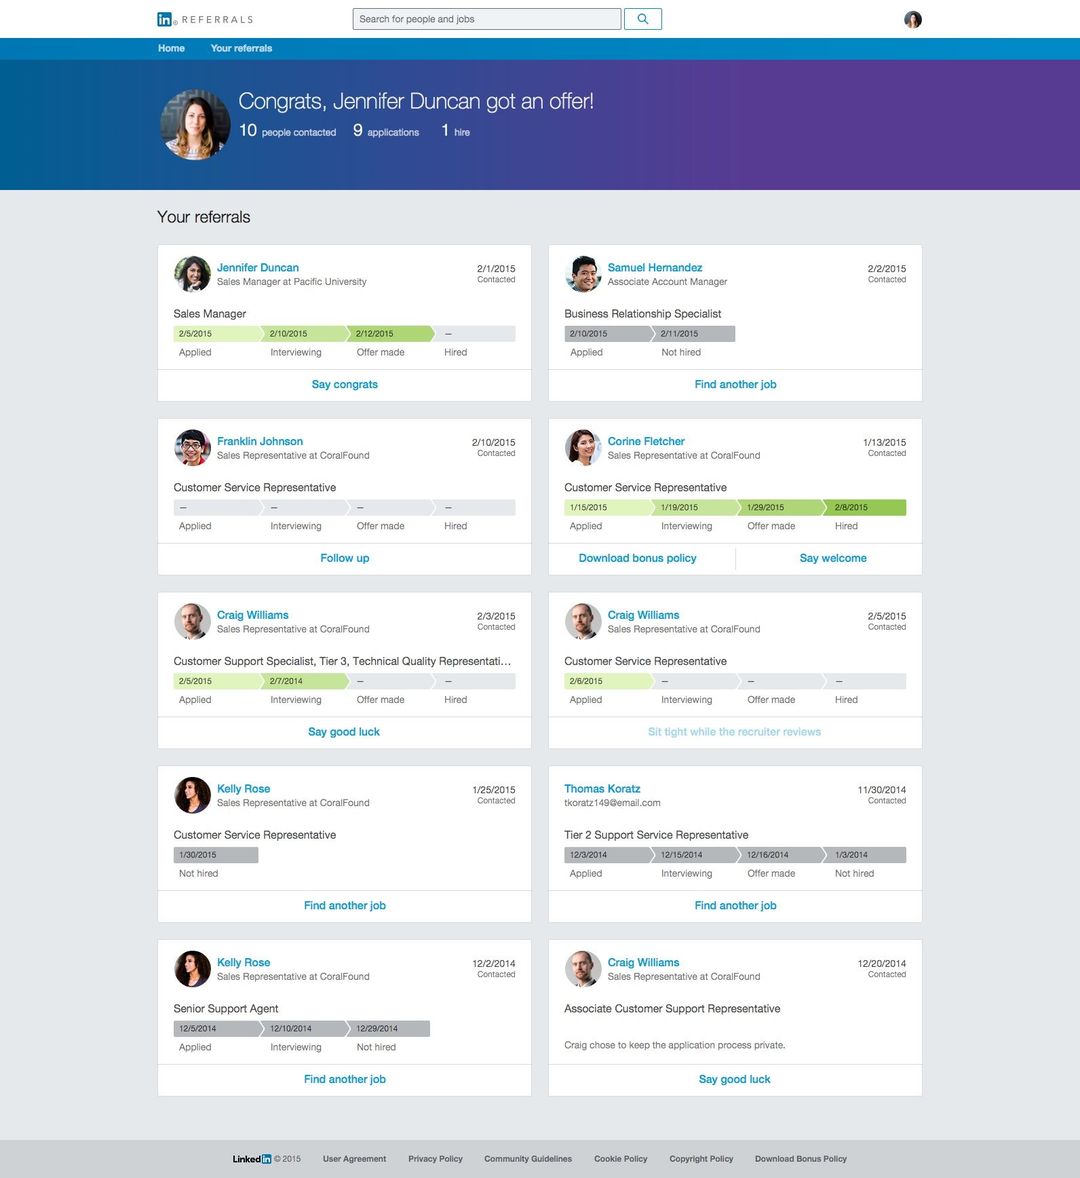 in® REFERRALS
Search for people and jobs
Home Your referrals
Congrats, Jennifer Duncan got an offer!
10 people contacted 9 applications 1 hire
Your referrals
Jennifer Duncan 2/1/2015
Sales Manager at Pacific University Contacted
Sales Manager
2/5/2015 2/10/2015 2/12/2015 –
Applied Interviewing Offer made Hired
Say congrats
Samuel Hernandez 2/2/2015
Associate Account Manager Contacted
Business Relationship Specialist
2/10/2015 2/11/2015
Applied Not hired
Find another job
Franklin Johnson 2/10/2015
Sales Representative at CoralFound Contacted
Customer Service Representative
– – – –
Applied Interviewing Offer made Hired
Follow up
Corine Fletcher 1/13/2015
Sales Representative at CoralFound Contacted
Customer Service Representative
1/15/2015 1/19/2015 1/29/2015 2/8/2015
Applied Interviewing Offer made Hired
Download bonus policy Say welcome
Craig Williams 2/3/2015
Sales Representative at CoralFound Contacted
Customer Support Specialist, Tier 3, Technical Quality Representati...
2/5/2015 2/7/2014 – –
Applied Interviewing Offer made Hired
Say good luck
Craig Williams 2/5/2015
Sales Representative at CoralFound Contacted
Customer Service Representative
2/6/2015 – – –
Applied Interviewing Offer made Hired
Sit tight while the recruiter reviews
Kelly Rose 1/25/2015
Sales Representative at CoralFound Contacted
Customer Service Representative
1/30/2015
Not hired
Find another job
Thomas Koratz 11/30/2014
tkoratz149@email.com Contacted
Tier 2 Support Service Representative
12/3/2014 12/15/2014 12/16/2014 1/3/2014
Applied Interviewing Offer made Not hired
Find another job
Kelly Rose 12/2/2014
Sales Representative at CoralFound Contacted
Senior Support Agent
12/5/2014 12/10/2014 12/29/2014
Applied Interviewing Not hired
Find another job
Craig Williams 12/20/2014
Sales Representative at CoralFound Contacted
Associate Customer Support Representative
Craig chose to keep the application process private.
Say good luck
Linkedin © 2015 User Agreement Privacy Policy Community Guidelines Cookie Policy Copyright Policy Download Bonus Policy